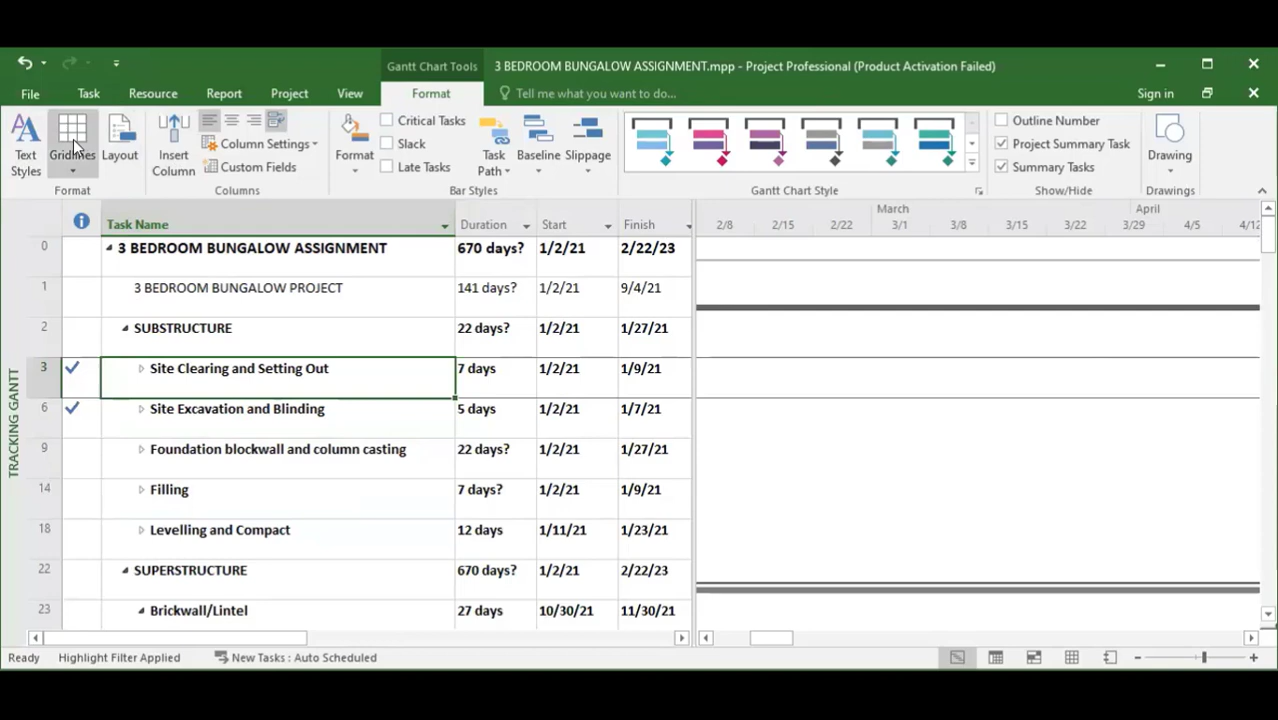 Gantt Chart Tools
3 BEDROOM BUNGALOW ASSIGNMENT.mpp - Project Professional (Product Activation Failed)
File Task Resource Report Project View Format Tell me what you want to do... Sign in
Text Styles
Gridlines
Layout
Format
Insert Column
Column Settings
Custom Fields
Columns
Format
Critical Tasks
Slack
Late Tasks
Task Path
Baseline
Slippage
Bar Styles
Gantt Chart Style
Outline Number
Project Summary Task
Summary Tasks
Show/Hide
Drawing
Drawings
TRACKING GANTT
Task Name Duration Start Finish
March April
2/8 2/15 2/22 3/1 3/8 3/15 3/22 3/29 4/5 4/12
0 3 BEDROOM BUNGALOW ASSIGNMENT 670 days? 1/2/21 2/22/23
1 3 BEDROOM BUNGALOW PROJECT 141 days? 1/2/21 9/4/21
2 SUBSTRUCTURE 22 days? 1/2/21 1/27/21
3 Site Clearing and Setting Out 7 days 1/2/21 1/9/21
6 Site Excavation and Blinding 5 days 1/2/21 1/7/21
9 Foundation blockwall and column casting 22 days? 1/2/21 1/27/21
14 Filling 7 days? 1/2/21 1/9/21
18 Levelling and Compact 12 days 1/11/21 1/23/21
22 SUPERSTRUCTURE 670 days? 1/2/21 2/22/23
23 Brickwall/Lintel 27 days 10/30/21 11/30/21
Ready Highlight Filter Applied New Tasks : Auto Scheduled